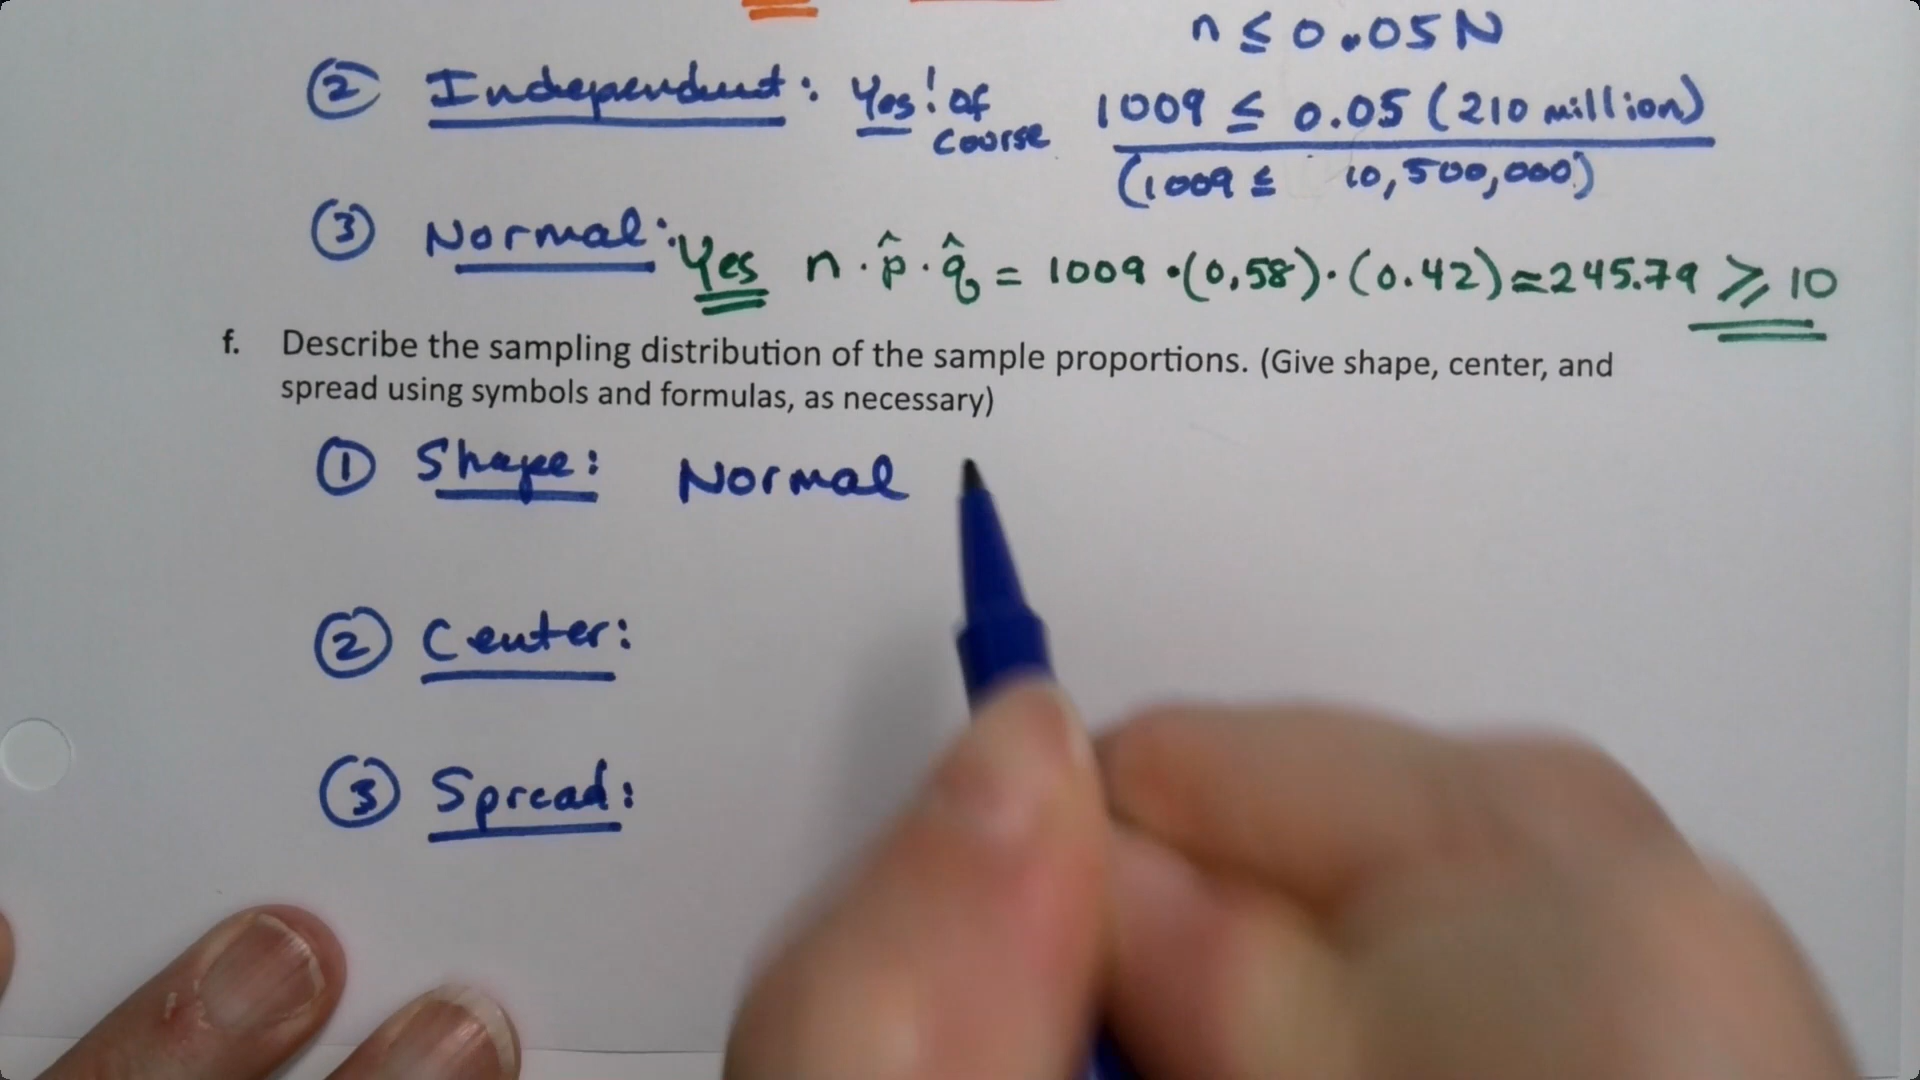 n ≤ 0.05N
② Independent: Yes! of course
1009 ≤ 0.05 (210 million)
(1009 ≤ 10,500,000)
③ Normal: Yes n · p̂ · q̂ = 1009 · (0.58) · (0.42) ≈ 245.79 ≥ 10
f. Describe the sampling distribution of the sample proportions. (Give shape, center, and
spread using symbols and formulas, as necessary)
① Shape: Normal
② Center:
③ Spread: